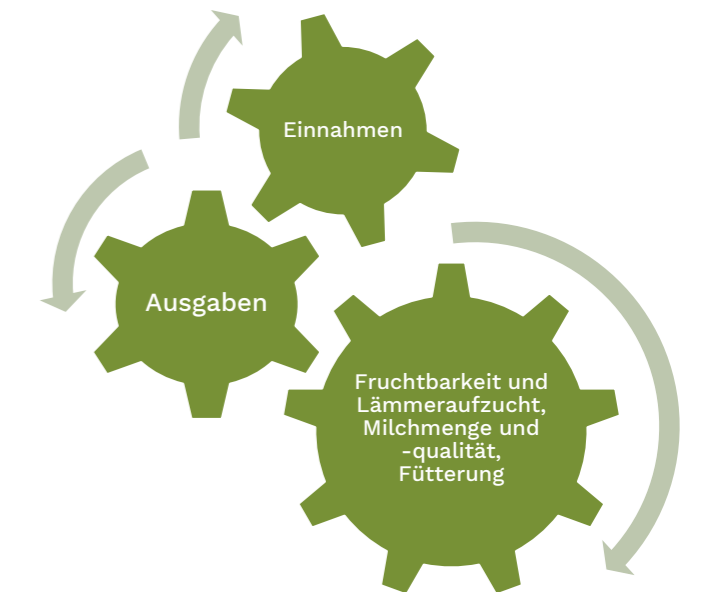 Einnahmen
Ausgaben
Fruchtbarkeit und
Lämmeraufzucht,
Milchmenge und
-qualität,
Fütterung